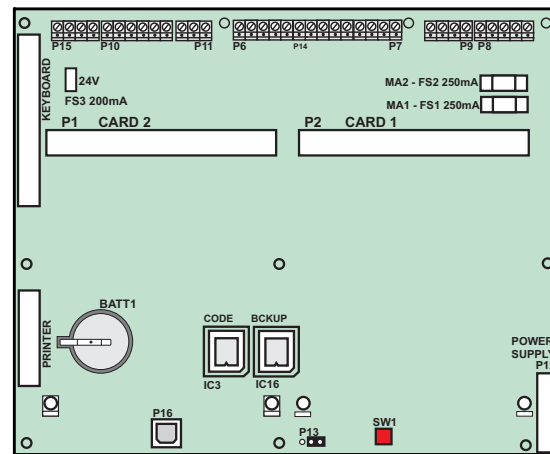 P15 P10 P11 P6 P14 P7 P9 P8
KEYBOARD
24V
FS3 200mA
MA2 - FS2 250mA
MA1 - FS1 250mA
P1 CARD 2
P2 CARD 1
PRINTER
BATT1
CODE BCKUP
IC3 IC16
POWER
SUPPLY
P16
P13
SW1